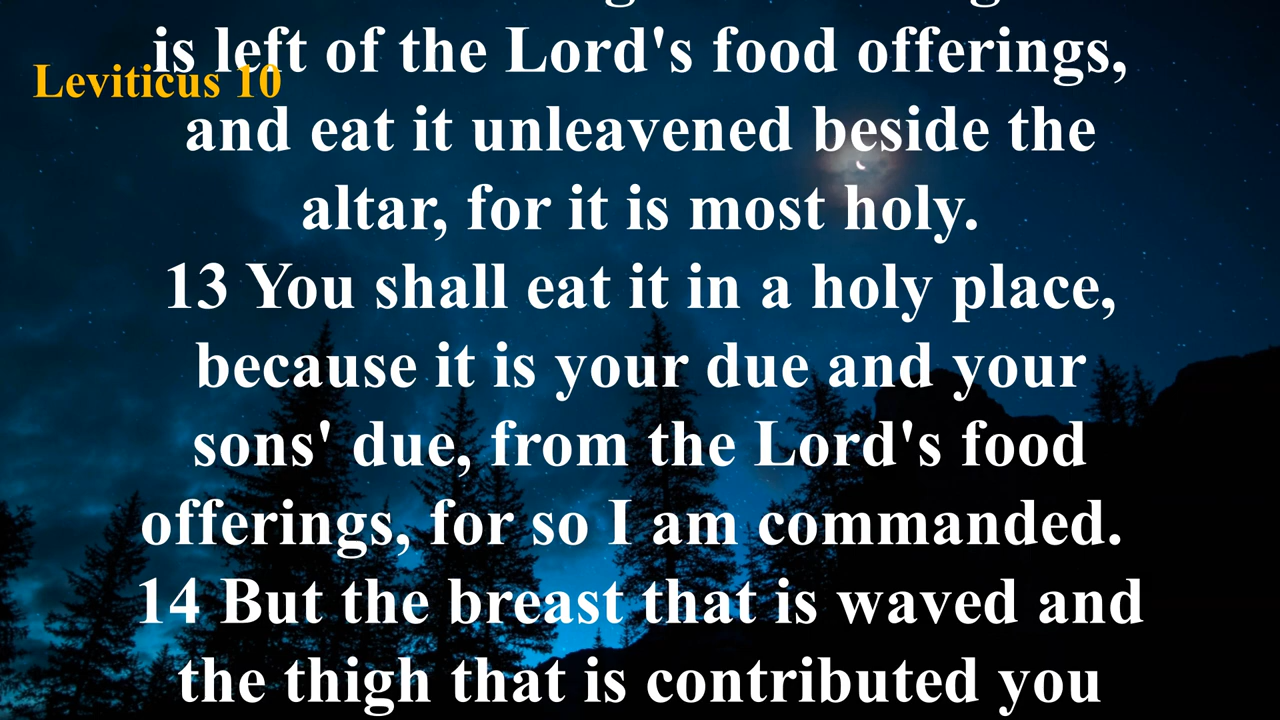 is left of the Lord's food offerings,
Leviticus 10
and eat it unleavened beside the
altar, for it is most holy.
13 You shall eat it in a holy place,
because it is your due and your
sons' due, from the Lord's food
offerings, for so I am commanded.
14 But the breast that is waved and
the thigh that is contributed you